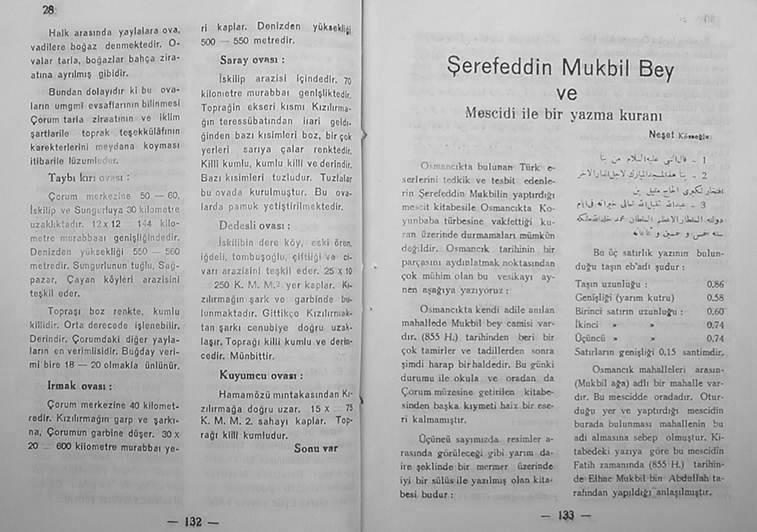 28
Halk arasında yaylalara ova,
vadilere boğaz denmektedir. O-
valar tarla, boğazlar bahça zira-
atına ayrılmış gibidir.
Bundan dolayıdır ki bu ova-
ların umgmi evsaflarının bilinmesi
Çorum tarla ziraatının ve iklim
şartlarile toprak teşekkülâtının
karekterlerini meydana koyması
itibarile lüzumludur.
Taybı kırı ovası :
Çorum merkezine 50 — 60,
İskilip ve Sungurluya 30 kilometre
uzaklıktadır. 12 x 12 144 kilo-
metre murabbaı genişliğindedir.
Denizden yüksekliği 550 — 560
metredir. Sungurlunun tuğlu, Sağ-
pazar, Çayan köyleri arazisini
teşkil eder.
Toprağı boz renkte, kumlu
killidir. Orta derecede işlenebilir.
Derindir. Çorumdaki diğer yayla-
ların en verimlisidir. Buğday veri-
mi bire 18 — 20 olmakla ünlünür.
Irmak ovası :
Çorum merkezine 40 kilomet-
redir. Kızılırmağın garp ve şarkı-
na, Çorumun garbine düşer. 30 x
20 600 kilometre murabbaı ye-
ri kaplar. Denizden yüksekliği
500 — 550 metredir.
Saray ovası :
İskilip arazisi içindedir. 70
kilometre murabbaı genişliktedir.
Toprağın ekseri kısmı Kızılırma-
ğın teressübatından ileri geldi-
ğinden bazı kısımleri boz, bir çok
yerleri sarıya çalar renktedir.
Killi kumlu, kumlu killi ve derindir.
Bazı kısimleri tuzludur. Tuzlalar
bu ovada kurulmuştur. Bu ova-
larda pamuk yetiştirilmektedir.
Dedesli ovası :
İskilibin dere köy, eski ören,
iğdeli, tombuşoğlu, çiftliği ve ci-
varı arazisini teşkil eder. 25 x 10
250 K. M. M.2 yer kaplar. Kı-
zılırmağın şark ve garbinde bu-
lunmaktadır. Gittikçe Kızılırmak-
tan şarkı cenubiye doğru uzak-
laşır. Toprağı killi kumlu ve derin-
cedir. Münbittir.
Kuyumcu ovası :
Hamamözü mıntakasından Kı-
zılırmağa doğru uzar. 15 x 75
K. M. M. 2. sahayı kaplar. Top-
rağı killi kumludur.
Sonu var
— 132 —
Şerefeddin Mukbil Bey
ve
Mescidi ile bir yazma kuranı
Neşet Köseoğlu
Osmancıkta bulunan Türk e-
serlerini tedkik ve tesbit edenle-
rin Şerefeddin Mukbilin yaptırdığı
mescit kitabesile Osmancıkta Ko-
yunbaba türbesine vakfettiği ku-
ran üzerinde durmamaları mümkün
değildir. Osmancık tarihinin bir
parçasını aydınlatmak noktasından
çok mühim olan bu vesikayı ay-
nen aşağıya yazıyoruz :
Osmancıkta kendi adile anılan
mahallede Mukbil bey camisi var-
dır. (855 H.) tarihinden beri bir
çok tamirler ve tadillerden sonra
şimdi harap bir haldedir. Bu günki
durumu ile okula ve oradan da
Çorum müzesine getirilen kitabe-
sinden başka kıymeti haiz bir ese-
ri kalmamıştır.
Üçüncü sayımızda resimler a-
rasında görüleceği gibi yarım da-
ire şeklinde bir mermer üzerinde
iyi bir sülüs ile yazılmış olan kita-
besi budur :
1 -
2 -
3 -
Bu üç satırlık yazının bulun-
duğu taşın eb'adı şudur :
Taşın uzunluğu : 0,86
Genişliği (yarım kutru) 0.58
Birinci satırın uzunluğu : 0,60
İkinci » » 0,74
Üçüncü » » 0.74
Satırların genişliği 0,15 santimdir.
Osmancık mahalleleri arasın-
(Mukbil ağa) adlı bir mahalle var-
dır. Bu mescidde oradadır. Otur-
duğu yer ve yaptırdığı mescidin
burada bulunması mahallenin bu
adi almasına sebep olmuştur. Ki-
tabedeki yazıya göre bu mescidin
Fatih zamanında (855 H.) tarihin-
de Elhac Mukbil bin Abdullah ta-
rafından yapıldığı anlaşılmıştır.
— 133 —